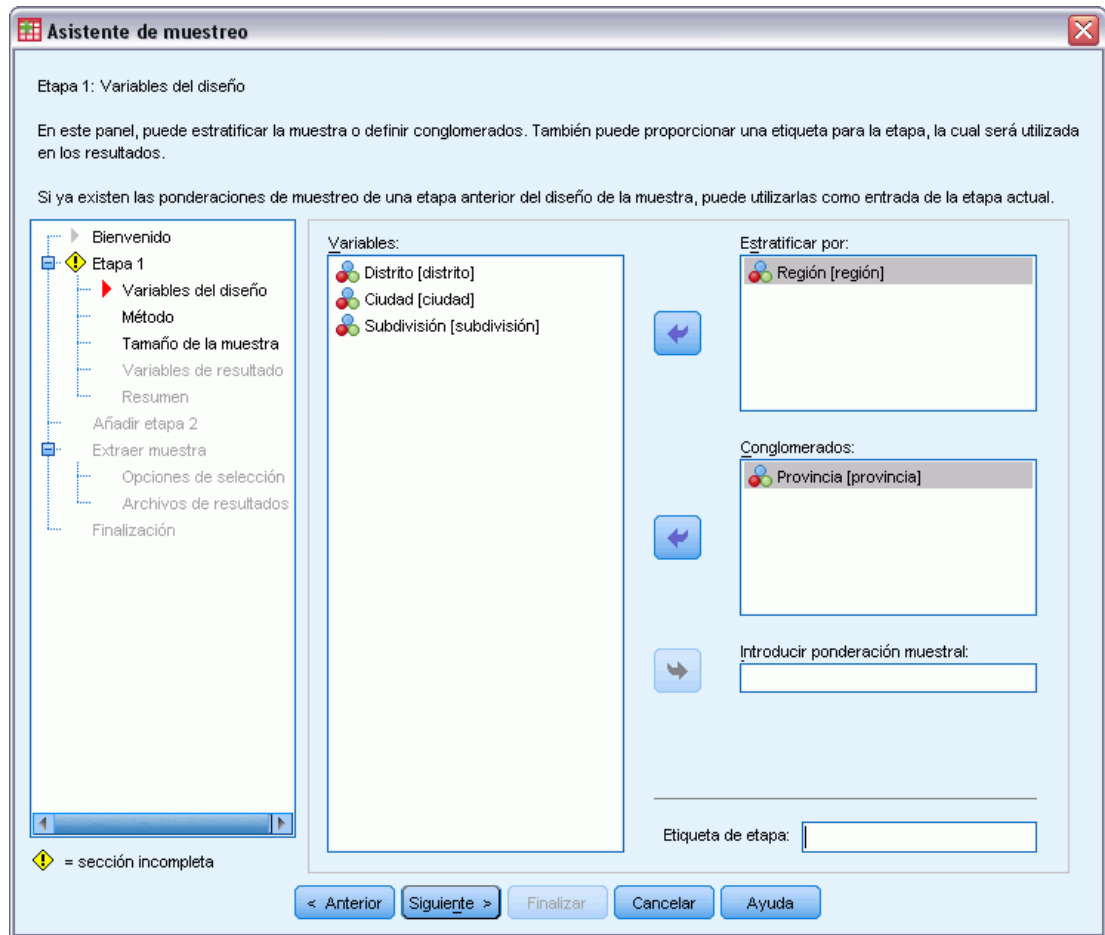 Asistente de muestreo
Etapa 1: Variables del diseño
En este panel, puede estratificar la muestra o definir conglomerados. También puede proporcionar una etiqueta para la etapa, la cual será utilizada
en los resultados.
Si ya existen las ponderaciones de muestreo de una etapa anterior del diseño de la muestra, puede utilizarlas como entrada de la etapa actual.
Bienvenido
Etapa 1
Variables del diseño
Método
Tamaño de la muestra
Variables de resultado
Resumen
Añadir etapa 2
Extraer muestra
Opciones de selección
Archivos de resultados
Finalización
! = sección incompleta
Variables:
Distrito [distrito]
Ciudad [ciudad]
Subdivisión [subdivisión]
Estratificar por:
Región [región]
Conglomerados:
Provincia [provincia]
Introducir ponderación muestral:
Etiqueta de etapa:
< Anterior
Siguiente >
Finalizar
Cancelar
Ayuda